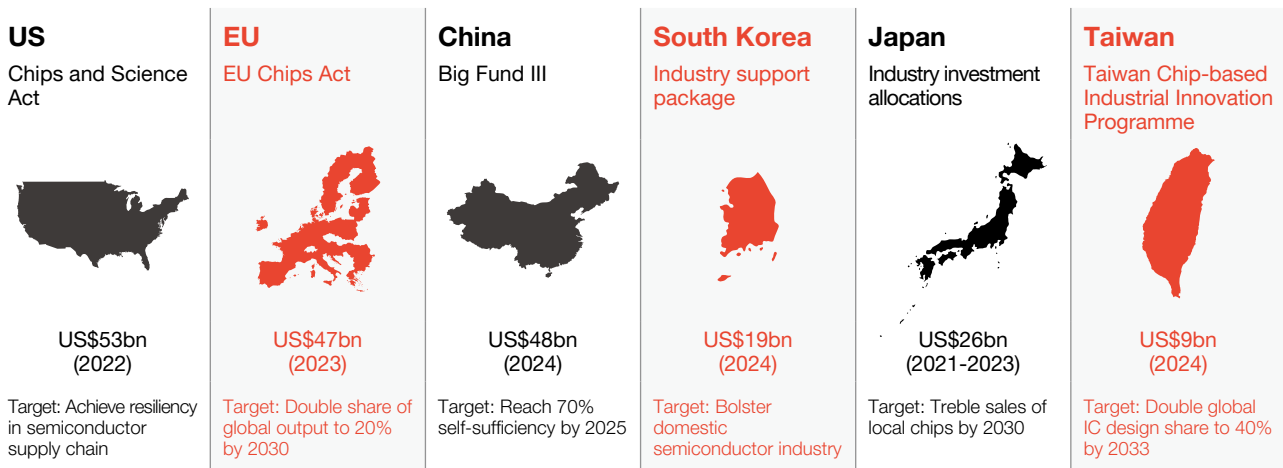 US
Chips and Science
Act
US$53bn
(2022)
Target: Achieve resiliency
in semiconductor
supply chain
EU
EU Chips Act
US$47bn
(2023)
Target: Double share of
global output to 20%
by 2030
China
Big Fund III
US$48bn
(2024)
Target: Reach 70%
self-sufficiency by 2025
South Korea
Industry support
package
US$19bn
(2024)
Target: Bolster
domestic
semiconductor industry
Japan
Industry investment
allocations
US$26bn
(2021-2023)
Target: Treble sales of
local chips by 2030
Taiwan
Taiwan Chip-based
Industrial Innovation
Programme
US$9bn
(2024)
Target: Double global
IC design share to 40%
by 2033